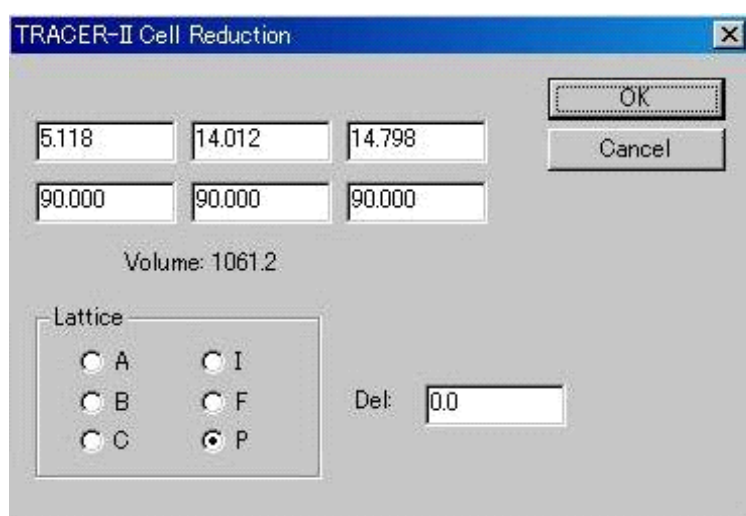 TRACER-II Cell Reduction
OK
5.118 14.012 14.798
Cancel
90.000 90.000 90.000
Volume: 1061.2
Lattice
A I
B F
C P
Del: 0.0